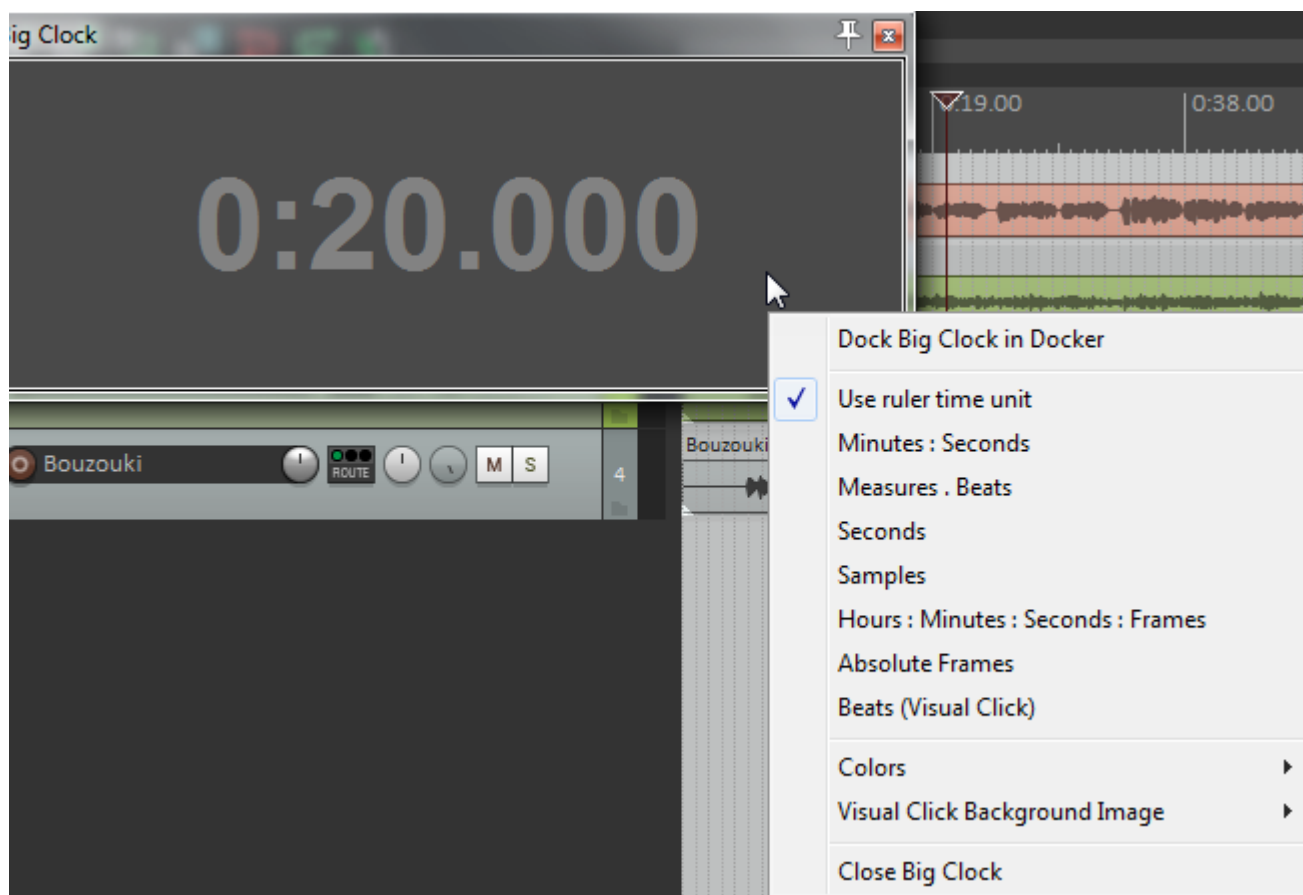 ig Clock
0:20.000
0:19.00
0:38.00
Dock Big Clock in Docker
Use ruler time unit
Minutes : Seconds
Measures . Beats
Seconds
Samples
Hours : Minutes : Seconds : Frames
Absolute Frames
Beats (Visual Click)
Colors
Visual Click Background Image
Close Big Clock
Bouzouki
ROUTE
M S
4
Bouzouki